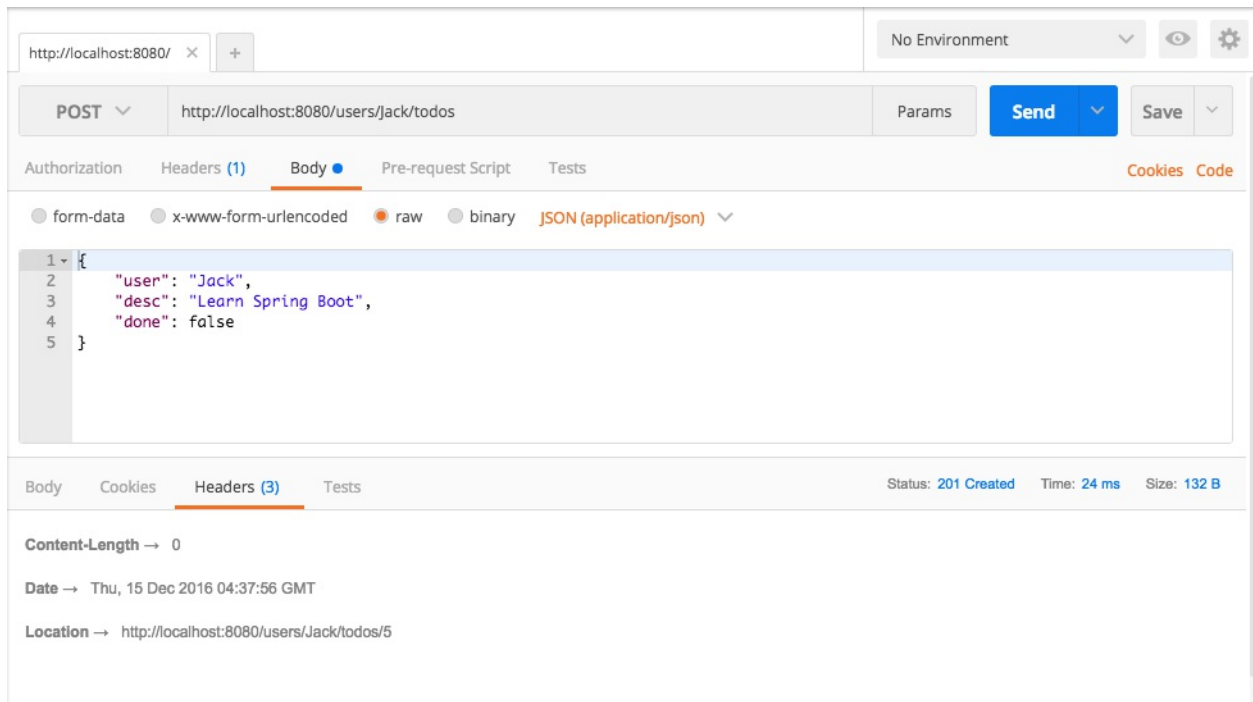 http://localhost:8080/ × +
No Environment
POST http://localhost:8080/users/Jack/todos Params Send Save
Authorization Headers (1) Body Pre-request Script Tests Cookies Code
form-data x-www-form-urlencoded raw binary JSON (application/json)
1 {
2 "user": "Jack",
3 "desc": "Learn Spring Boot",
4 "done": false
5 }
Body Cookies Headers (3) Tests Status: 201 Created Time: 24 ms Size: 132 B
Content-Length → 0
Date → Thu, 15 Dec 2016 04:37:56 GMT
Location → http://localhost:8080/users/Jack/todos/5